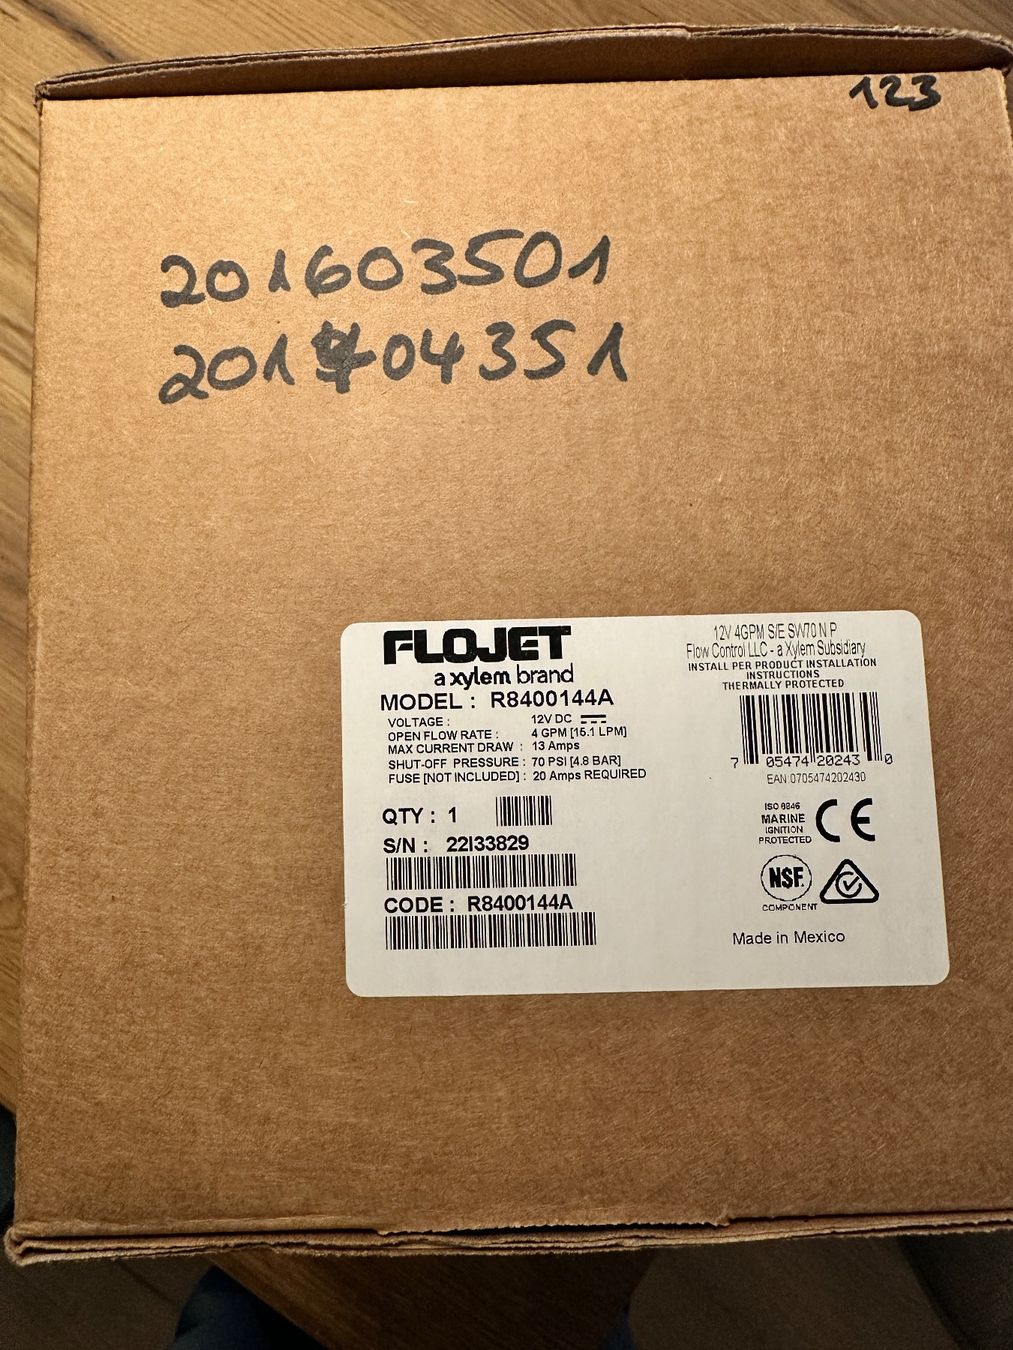 123
201603501
201404351
FLOJET
a xylem brand
MODEL : R8400144A
VOLTAGE : 12V DC
OPEN FLOW RATE : 4 GPM [15.1 LPM]
MAX CURRENT DRAW : 13 Amps
SHUT-OFF PRESSURE : 70 PSI [4.8 BAR]
FUSE [NOT INCLUDED] : 20 Amps REQUIRED
QTY : 1
S/N : 22I33829
CODE : R8400144A
12V 4GPM S/E SW70 N P
Flow Control LLC - a Xylem Subsidiary
INSTALL PER PRODUCT INSTALLATION
INSTRUCTIONS
THERMALLY PROTECTED
7 05474 20243 0
EAN 0705474202430
ISO 8846
MARINE
IGNITION
PROTECTED
CE
NSF.
COMPONENT
Made in Mexico